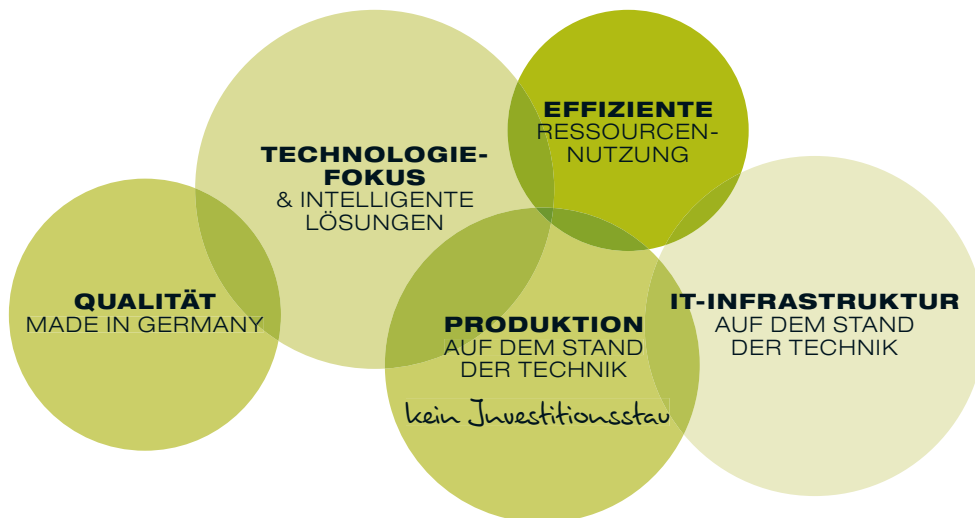 EFFIZIENTE
RESSOURCEN-
NUTZUNG
TECHNOLOGIE-
FOKUS
& INTELLIGENTE
LÖSUNGEN
QUALITÄT
MADE IN GERMANY
PRODUKTION
AUF DEM STAND
DER TECHNIK
kein Investitionsstau
IT-INFRASTRUKTUR
AUF DEM STAND
DER TECHNIK